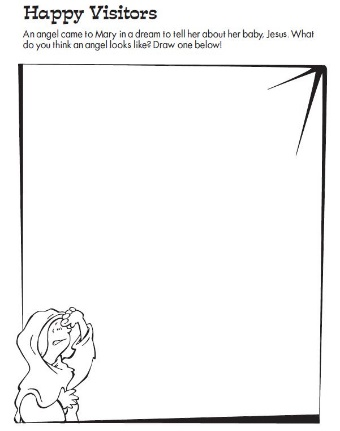 Happy Visitors
An angel came to Mary in a dream to tell her about her baby, Jesus. What
do you think an angel looks like? Draw one below!